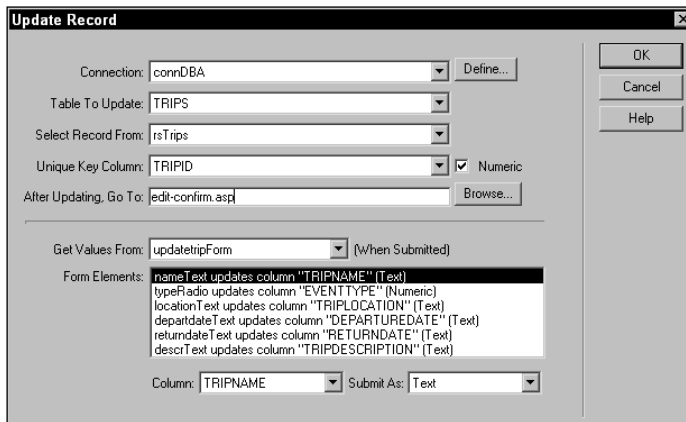 Update Record
Connection: connDBA Define...
Table To Update: TRIPS
Select Record From: rsTrips
Unique Key Column: TRIPID Numeric
After Updating, Go To: edit-confirm.asp Browse...
Get Values From: updatetripForm (When Submitted)
Form Elements: nameText updates column "TRIPNAME" (Text)
typeRadio updates column "EVENTTYPE" (Numeric)
locationText updates column "TRIPLOCATION" (Text)
departdateText updates column "DEPARTUREDATE" (Text)
returndateText updates column "RETURNDATE" (Text)
descrText updates column "TRIPDESCRIPTION" (Text)
Column: TRIPNAME Submit As: Text
OK
Cancel
Help